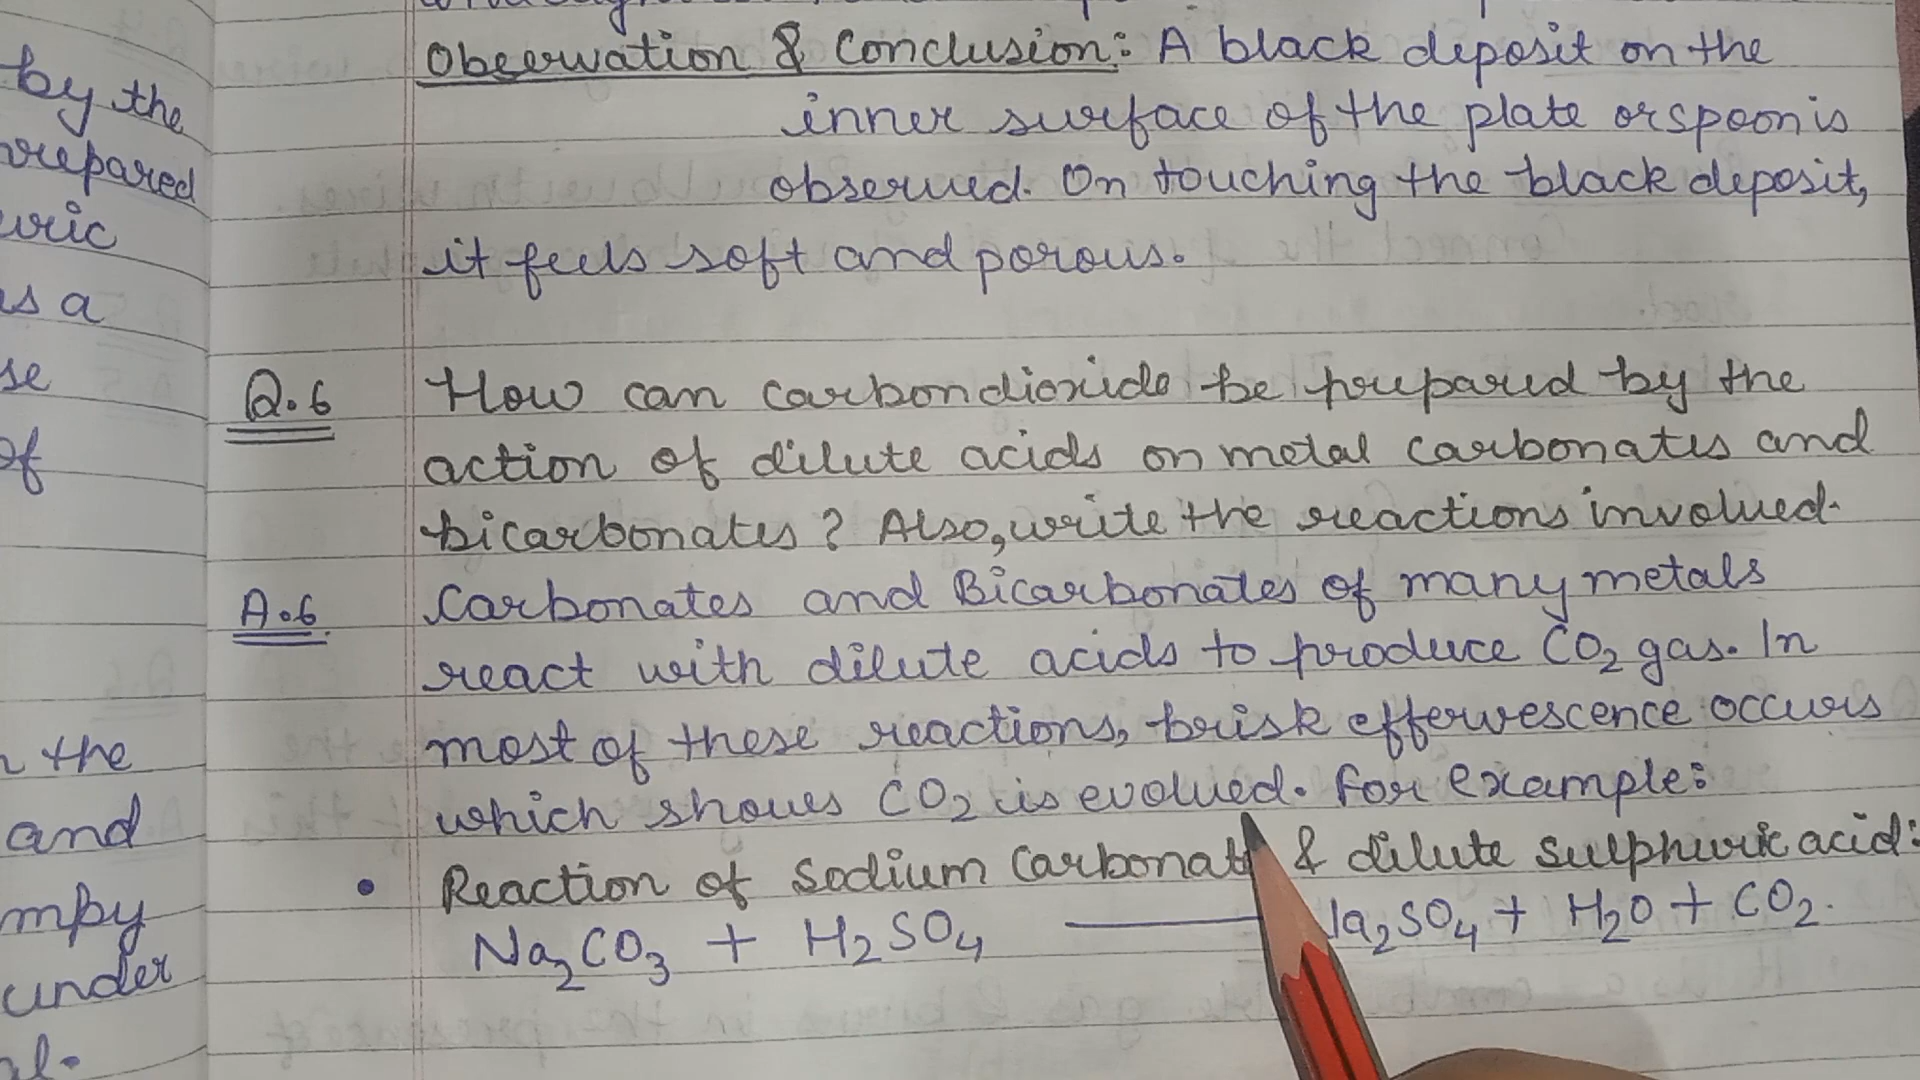 by the
prepared
uric
is a
se
of
the
and
mpy
under
Observation & Conclusion: A black deposit on the
inner surface of the plate or spoon is
observed. On touching the black deposit,
it feels soft and porous.
Q.6 How can carbondioxide be prepared by the
action of dilute acids on metal carbonates and
bicarbonates? Also, write the reactions involved.
A.6 Carbonates and Bicarbonates of many metals
react with dilute acids to produce CO₂ gas. In
most of these reactions, brisk effervescence occurs
which shows CO₂ is evolved. For example:
• Reaction of Sodium Carbonat & dilute sulphuric acid:
Na₂CO₃ + H₂SO₄ —— Na₂SO₄ + H₂O + CO₂.